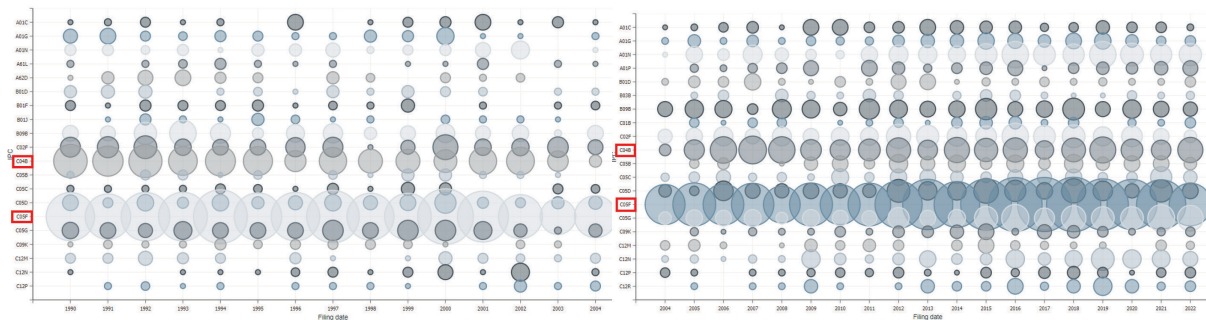 IPC
A01C
A01G
A01N
A61L
A62D
B01D
B01F
B01J
B09B
C02F
C04B
C05B
C05C
C05D
C05F
C05G
C09K
C12M
C12N
C12P
1990 1991 1992 1993 1994 1995 1996 1997 1998 1999 2000 2001 2002 2003 2004
Filing date
IPC
A01C
A01G
A01N
A01P
B01D
B03B
B09B
C01B
C02F
C04B
C05B
C05C
C05D
C05F
C05G
C09K
C12M
C12N
C12P
C12R
2004 2005 2006 2007 2008 2009 2010 2011 2012 2013 2014 2015 2016 2017 2018 2019 2020 2021 2022
Filing date